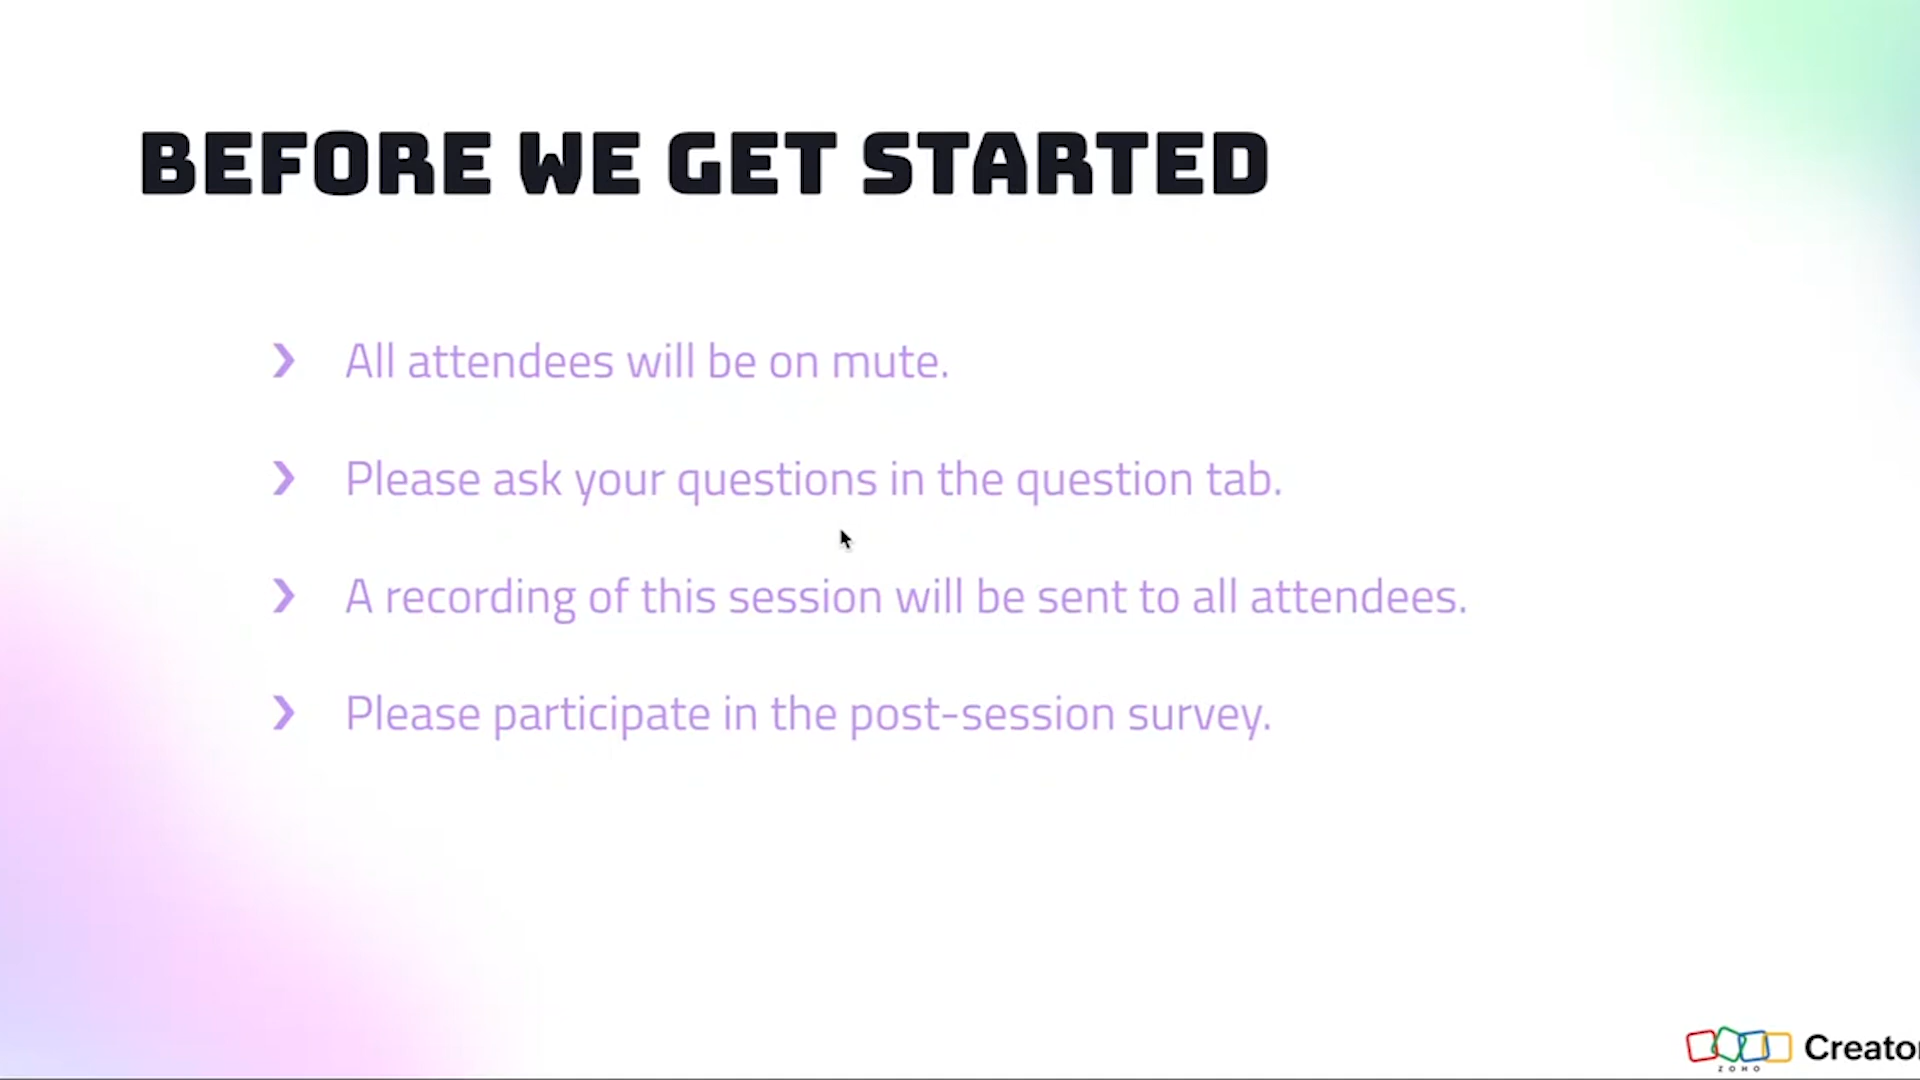 BEFORE WE GET STARTED
All attendees will be on mute.
Please ask your questions in the question tab.
A recording of this session will be sent to all attendees.
Please participate in the post-session survey.
ZOHO
Creator